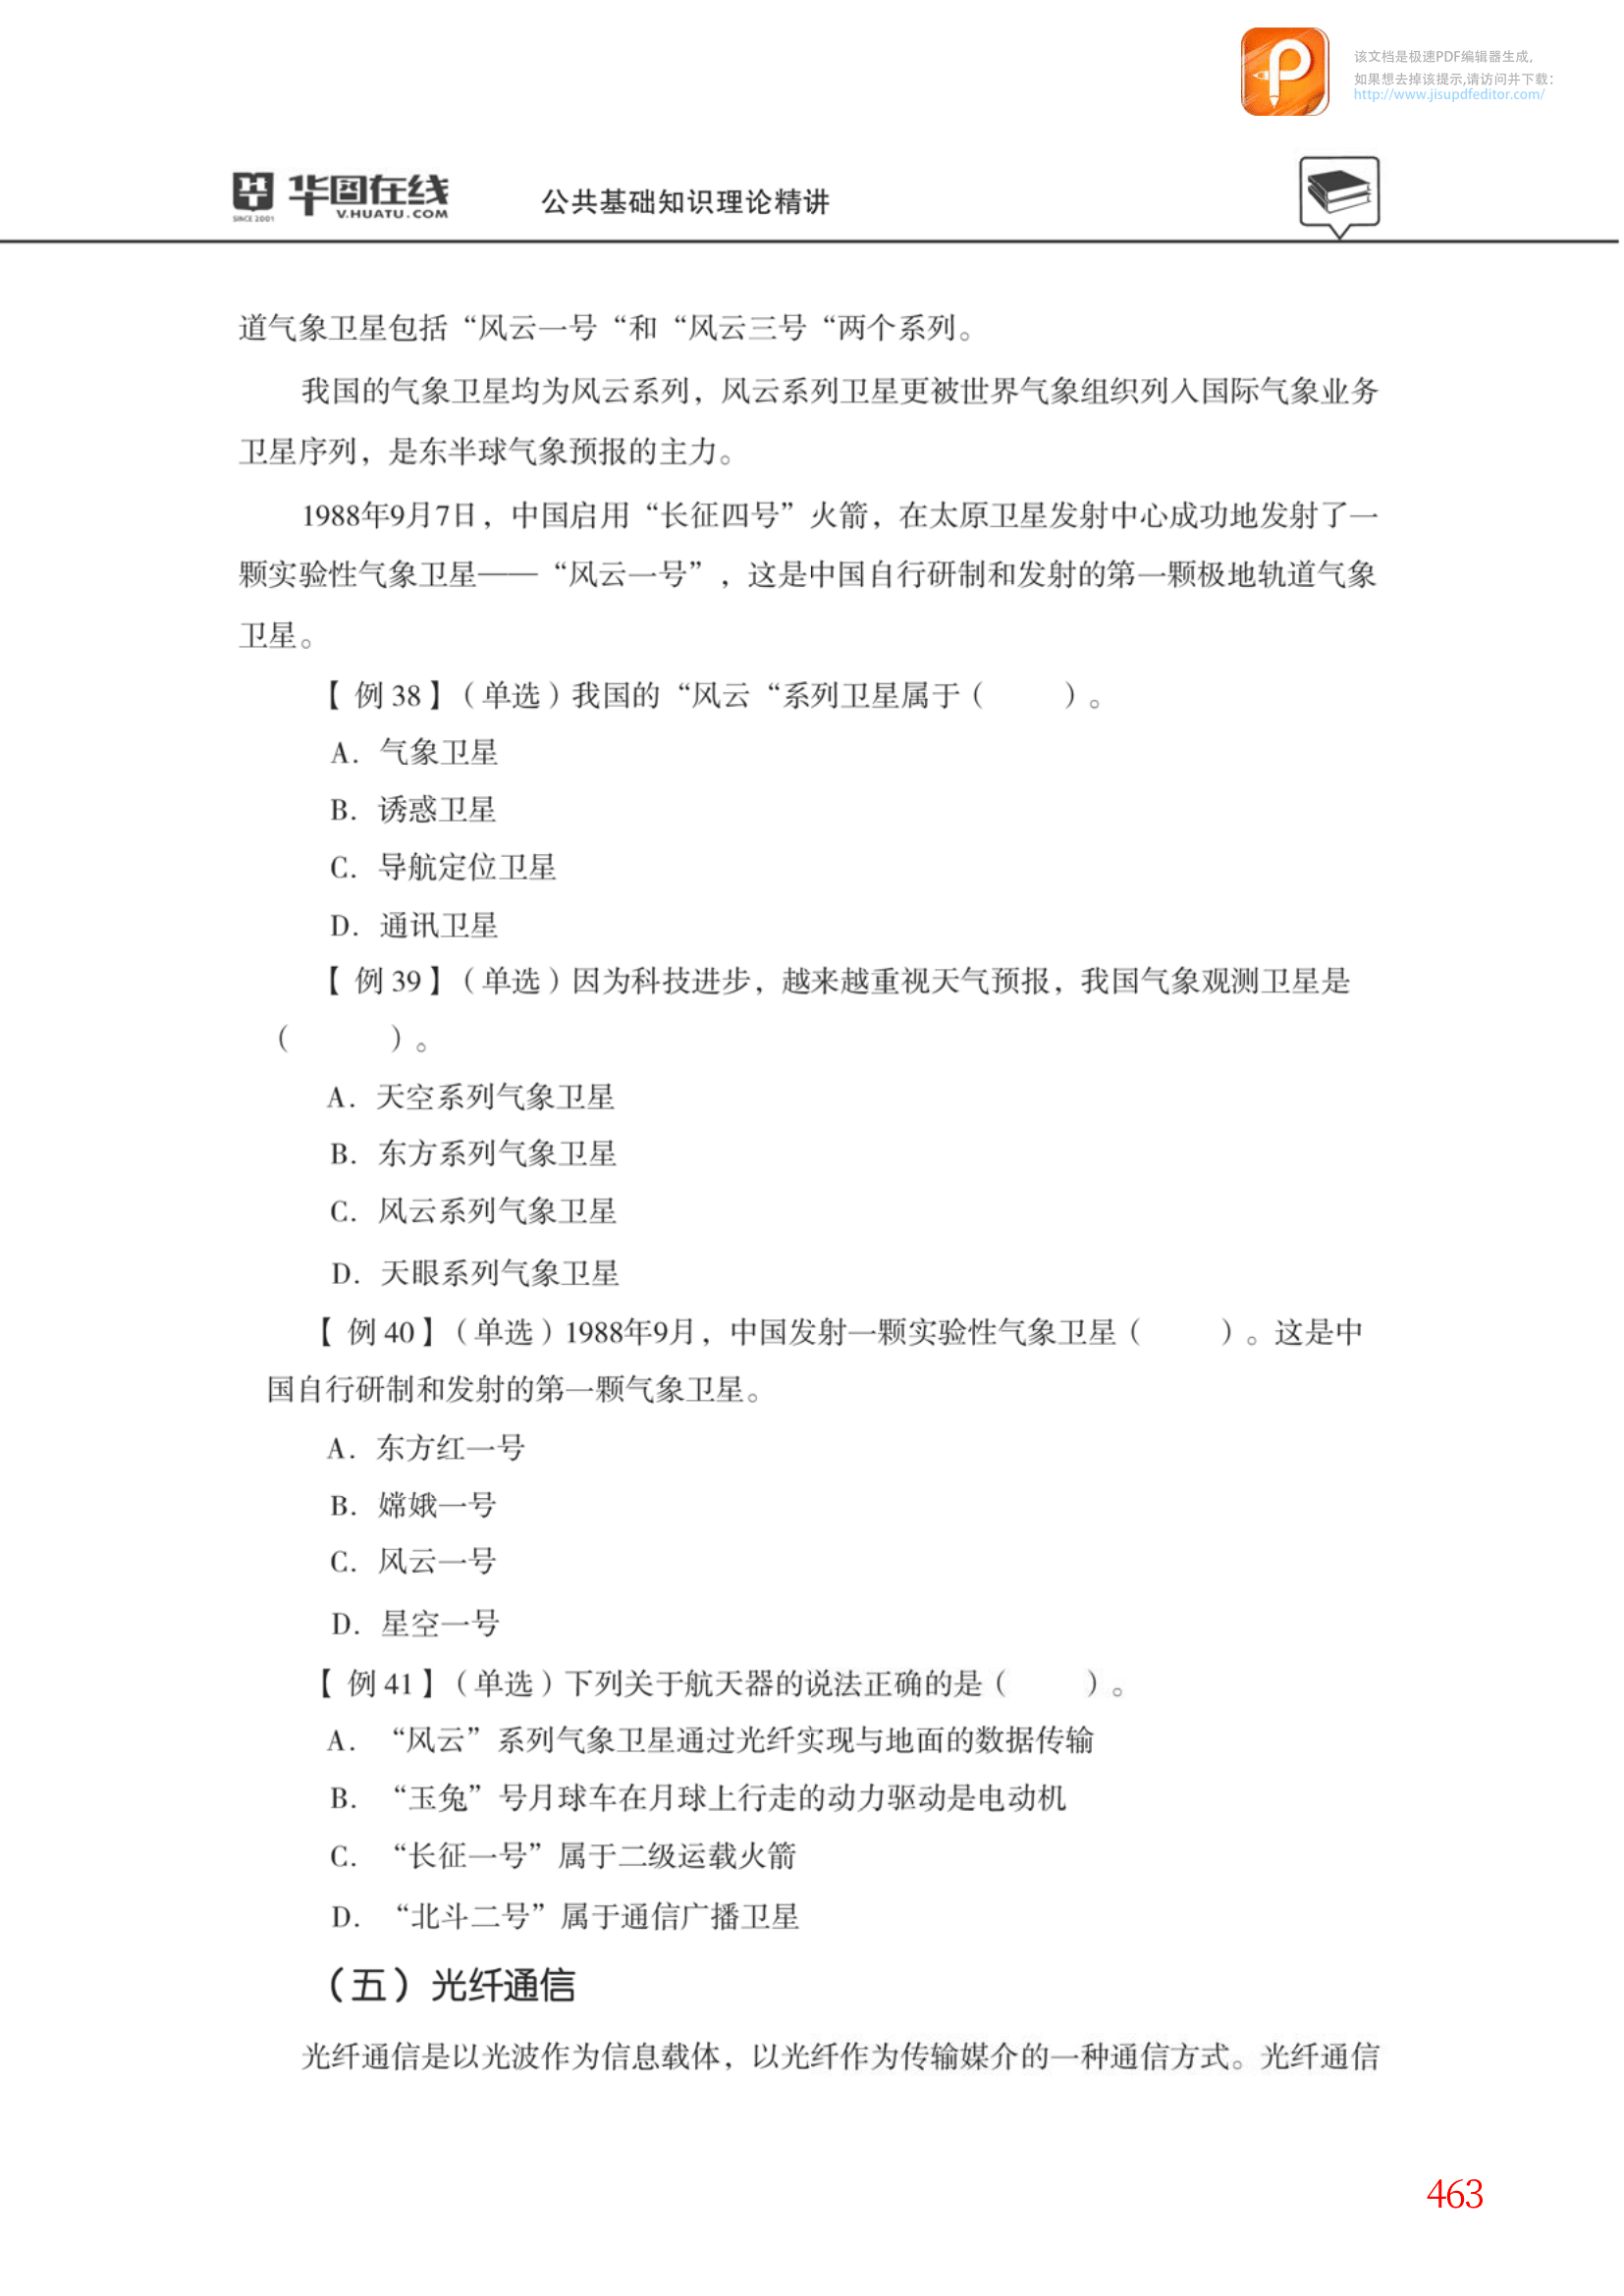 该文档是极速PDF编辑器生成,
如果想去掉该提示,请访问并下载:
http://www.jisupdfeditor.com/
华图在线
SINCE 2001
V.HUATU.COM
公共基础知识理论精讲
道气象卫星包括“风云一号“和“风云三号“两个系列。
我国的气象卫星均为风云系列，风云系列卫星更被世界气象组织列入国际气象业务
卫星序列，是东半球气象预报的主力。
1988年9月7日，中国启用“长征四号”火箭，在太原卫星发射中心成功地发射了一
颗实验性气象卫星——“风云一号”，这是中国自行研制和发射的第一颗极地轨道气象
卫星。
【 例 38】（单选）我国的“风云“系列卫星属于（　　）。
A. 气象卫星
B. 诱惑卫星
C. 导航定位卫星
D. 通讯卫星
【 例 39】（单选）因为科技进步，越来越重视天气预报，我国气象观测卫星是
（　　）。
A. 天空系列气象卫星
B. 东方系列气象卫星
C. 风云系列气象卫星
D. 天眼系列气象卫星
【 例 40】（单选）1988年9月，中国发射一颗实验性气象卫星（　　）。这是中
国自行研制和发射的第一颗气象卫星。
A. 东方红一号
B. 嫦娥一号
C. 风云一号
D. 星空一号
【 例 41】（单选）下列关于航天器的说法正确的是（　　）。
A. “风云”系列气象卫星通过光纤实现与地面的数据传输
B. “玉兔”号月球车在月球上行走的动力驱动是电动机
C. “长征一号”属于二级运载火箭
D. “北斗二号”属于通信广播卫星
（五）光纤通信
光纤通信是以光波作为信息载体，以光纤作为传输媒介的一种通信方式。光纤通信
463